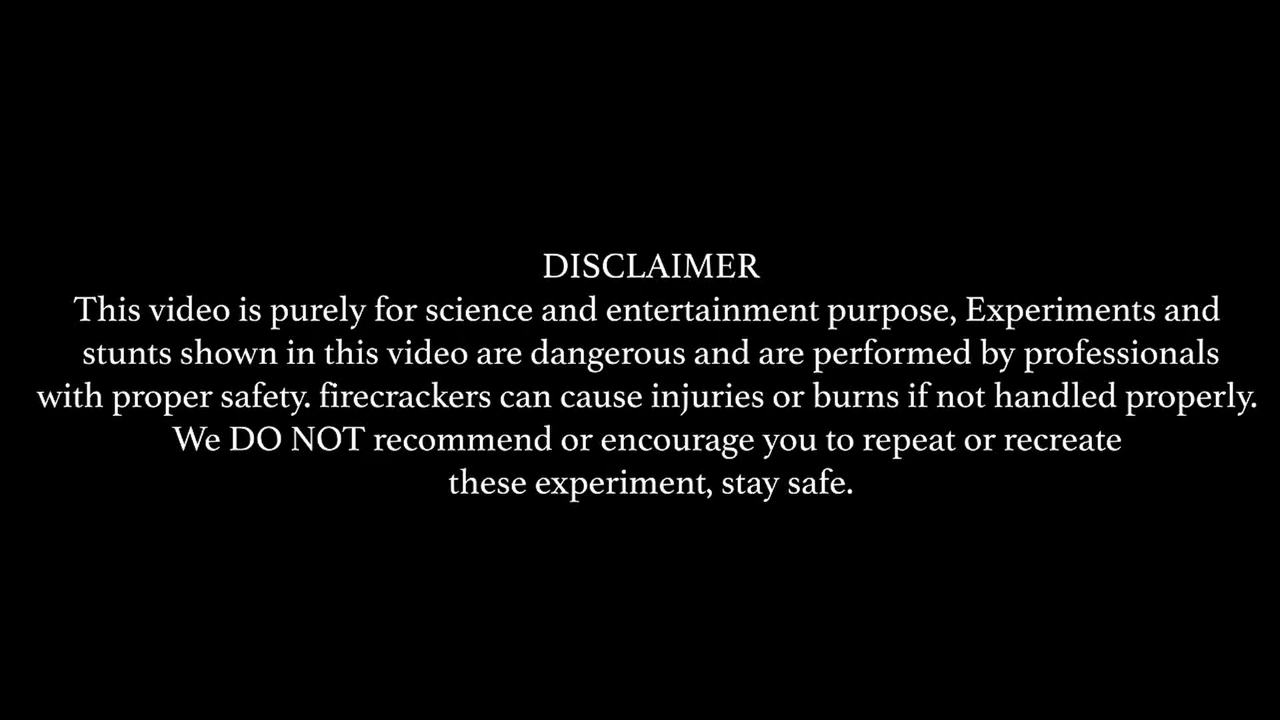 DISCLAIMER
This video is purely for science and entertainment purpose, Experiments and
stunts shown in this video are dangerous and are performed by professionals
with proper safety. firecrackers can cause injuries or burns if not handled properly.
We DO NOT recommend or encourage you to repeat or recreate
these experiment, stay safe.